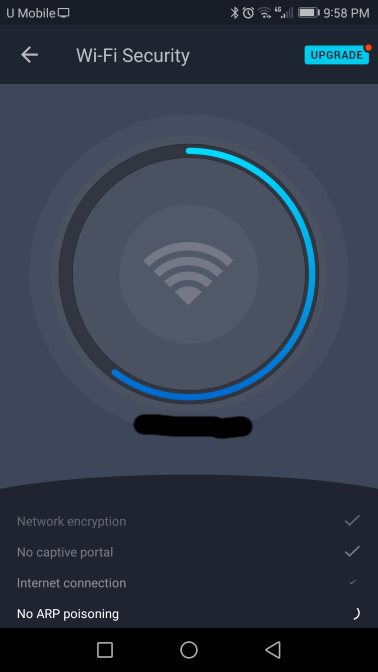 U Mobile 4G 9:58 PM
Wi-Fi Security UPGRADE
Network encryption
No captive portal
Internet connection
No ARP poisoning